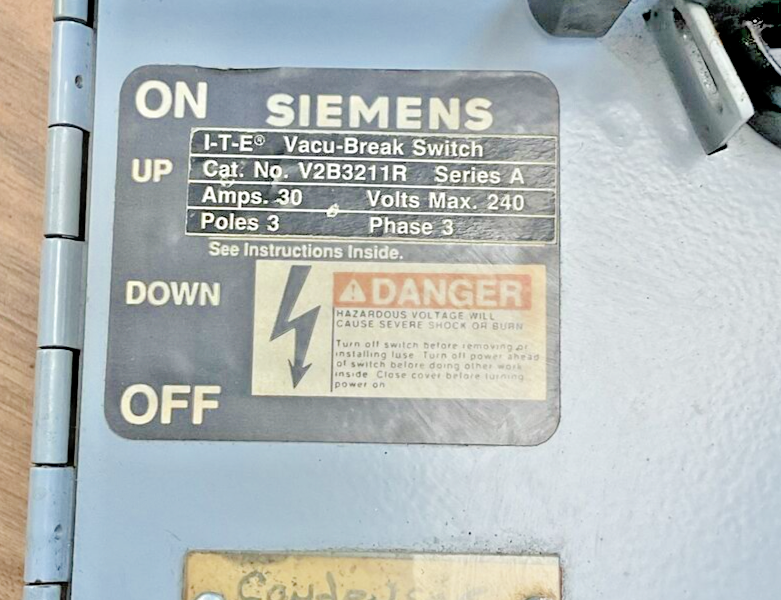 ON
SIEMENS
I-T-E® Vacu-Break Switch
UP
Cat. No. V2B3211R Series A
Amps. 30 Volts Max. 240
Poles 3 Phase 3
See Instructions Inside.
DOWN
DANGER
HAZARDOUS VOLTAGE WILL
CAUSE SEVERE SHOCK OR BURN
Turn off switch before removing or
installing fuse. Turn off power ahead
of switch before doing other work
inside. Close cover before turning
power on
OFF